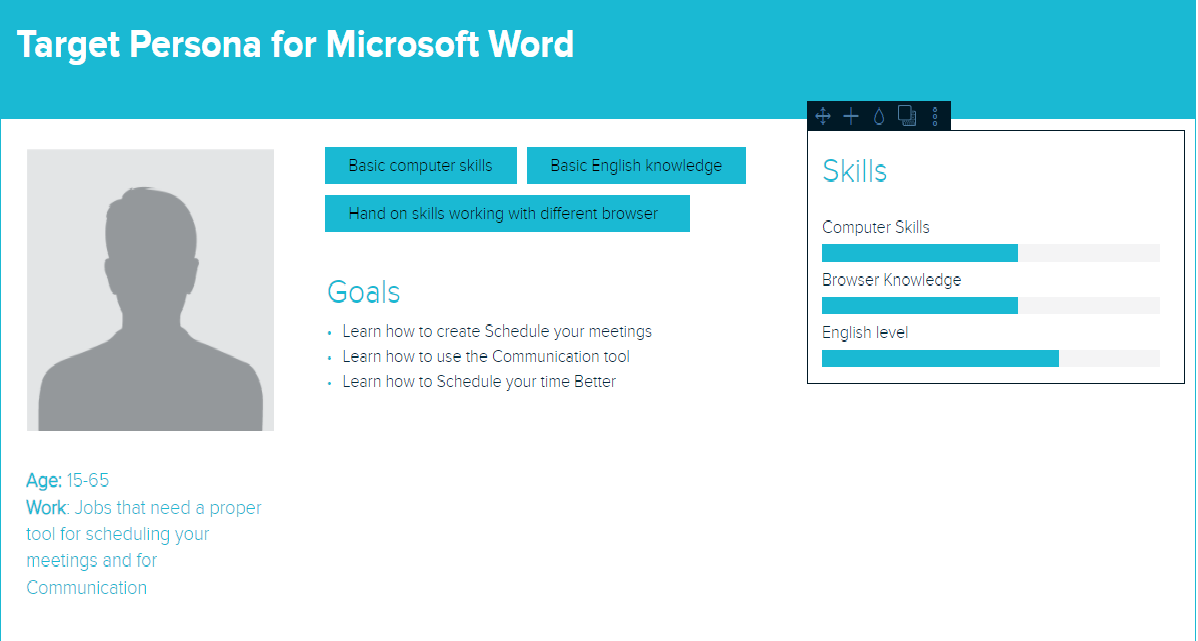 Target Persona for Microsoft Word
Basic computer skills
Basic English knowledge
Hand on skills working with different browser
Goals
• Learn how to create Schedule your meetings
• Learn how to use the Communication tool
• Learn how to Schedule your time Better
Skills
Computer Skills
Browser Knowledge
English level
Age: 15-65
Work: Jobs that need a proper
tool for scheduling your
meetings and for
Communication